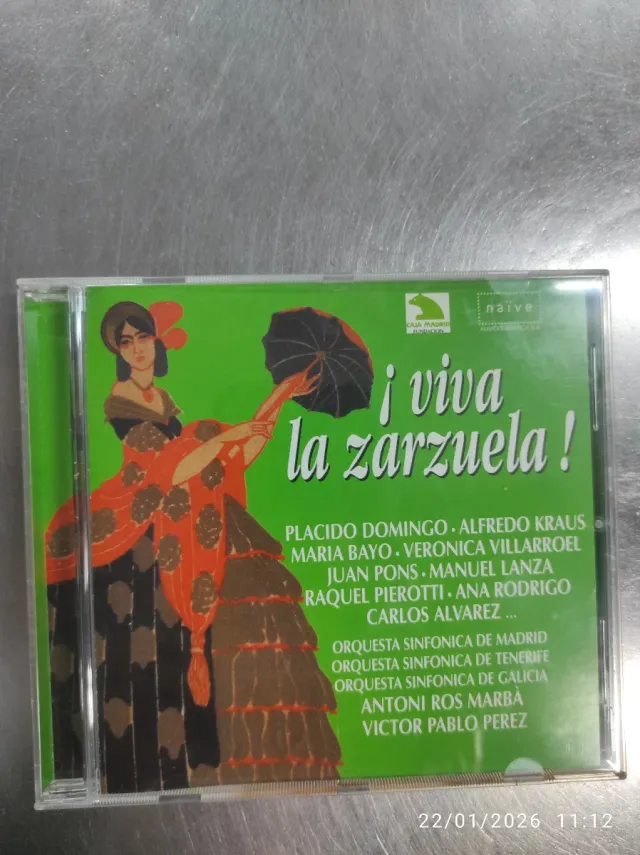 CAJA MADRID
FUNDACION
naïve
¡ viva
la zarzuela !
PLACIDO DOMINGO · ALFREDO KRAUS
MARIA BAYO · VERONICA VILLARROEL
JUAN PONS · MANUEL LANZA
RAQUEL PIEROTTI · ANA RODRIGO
CARLOS ALVAREZ ...
ORQUESTA SINFONICA DE MADRID
ORQUESTA SINFONICA DE TENERIFE
ORQUESTA SINFONICA DE GALICIA
ANTONI ROS MARBÀ
VICTOR PABLO PEREZ
22/01/2026 11:12